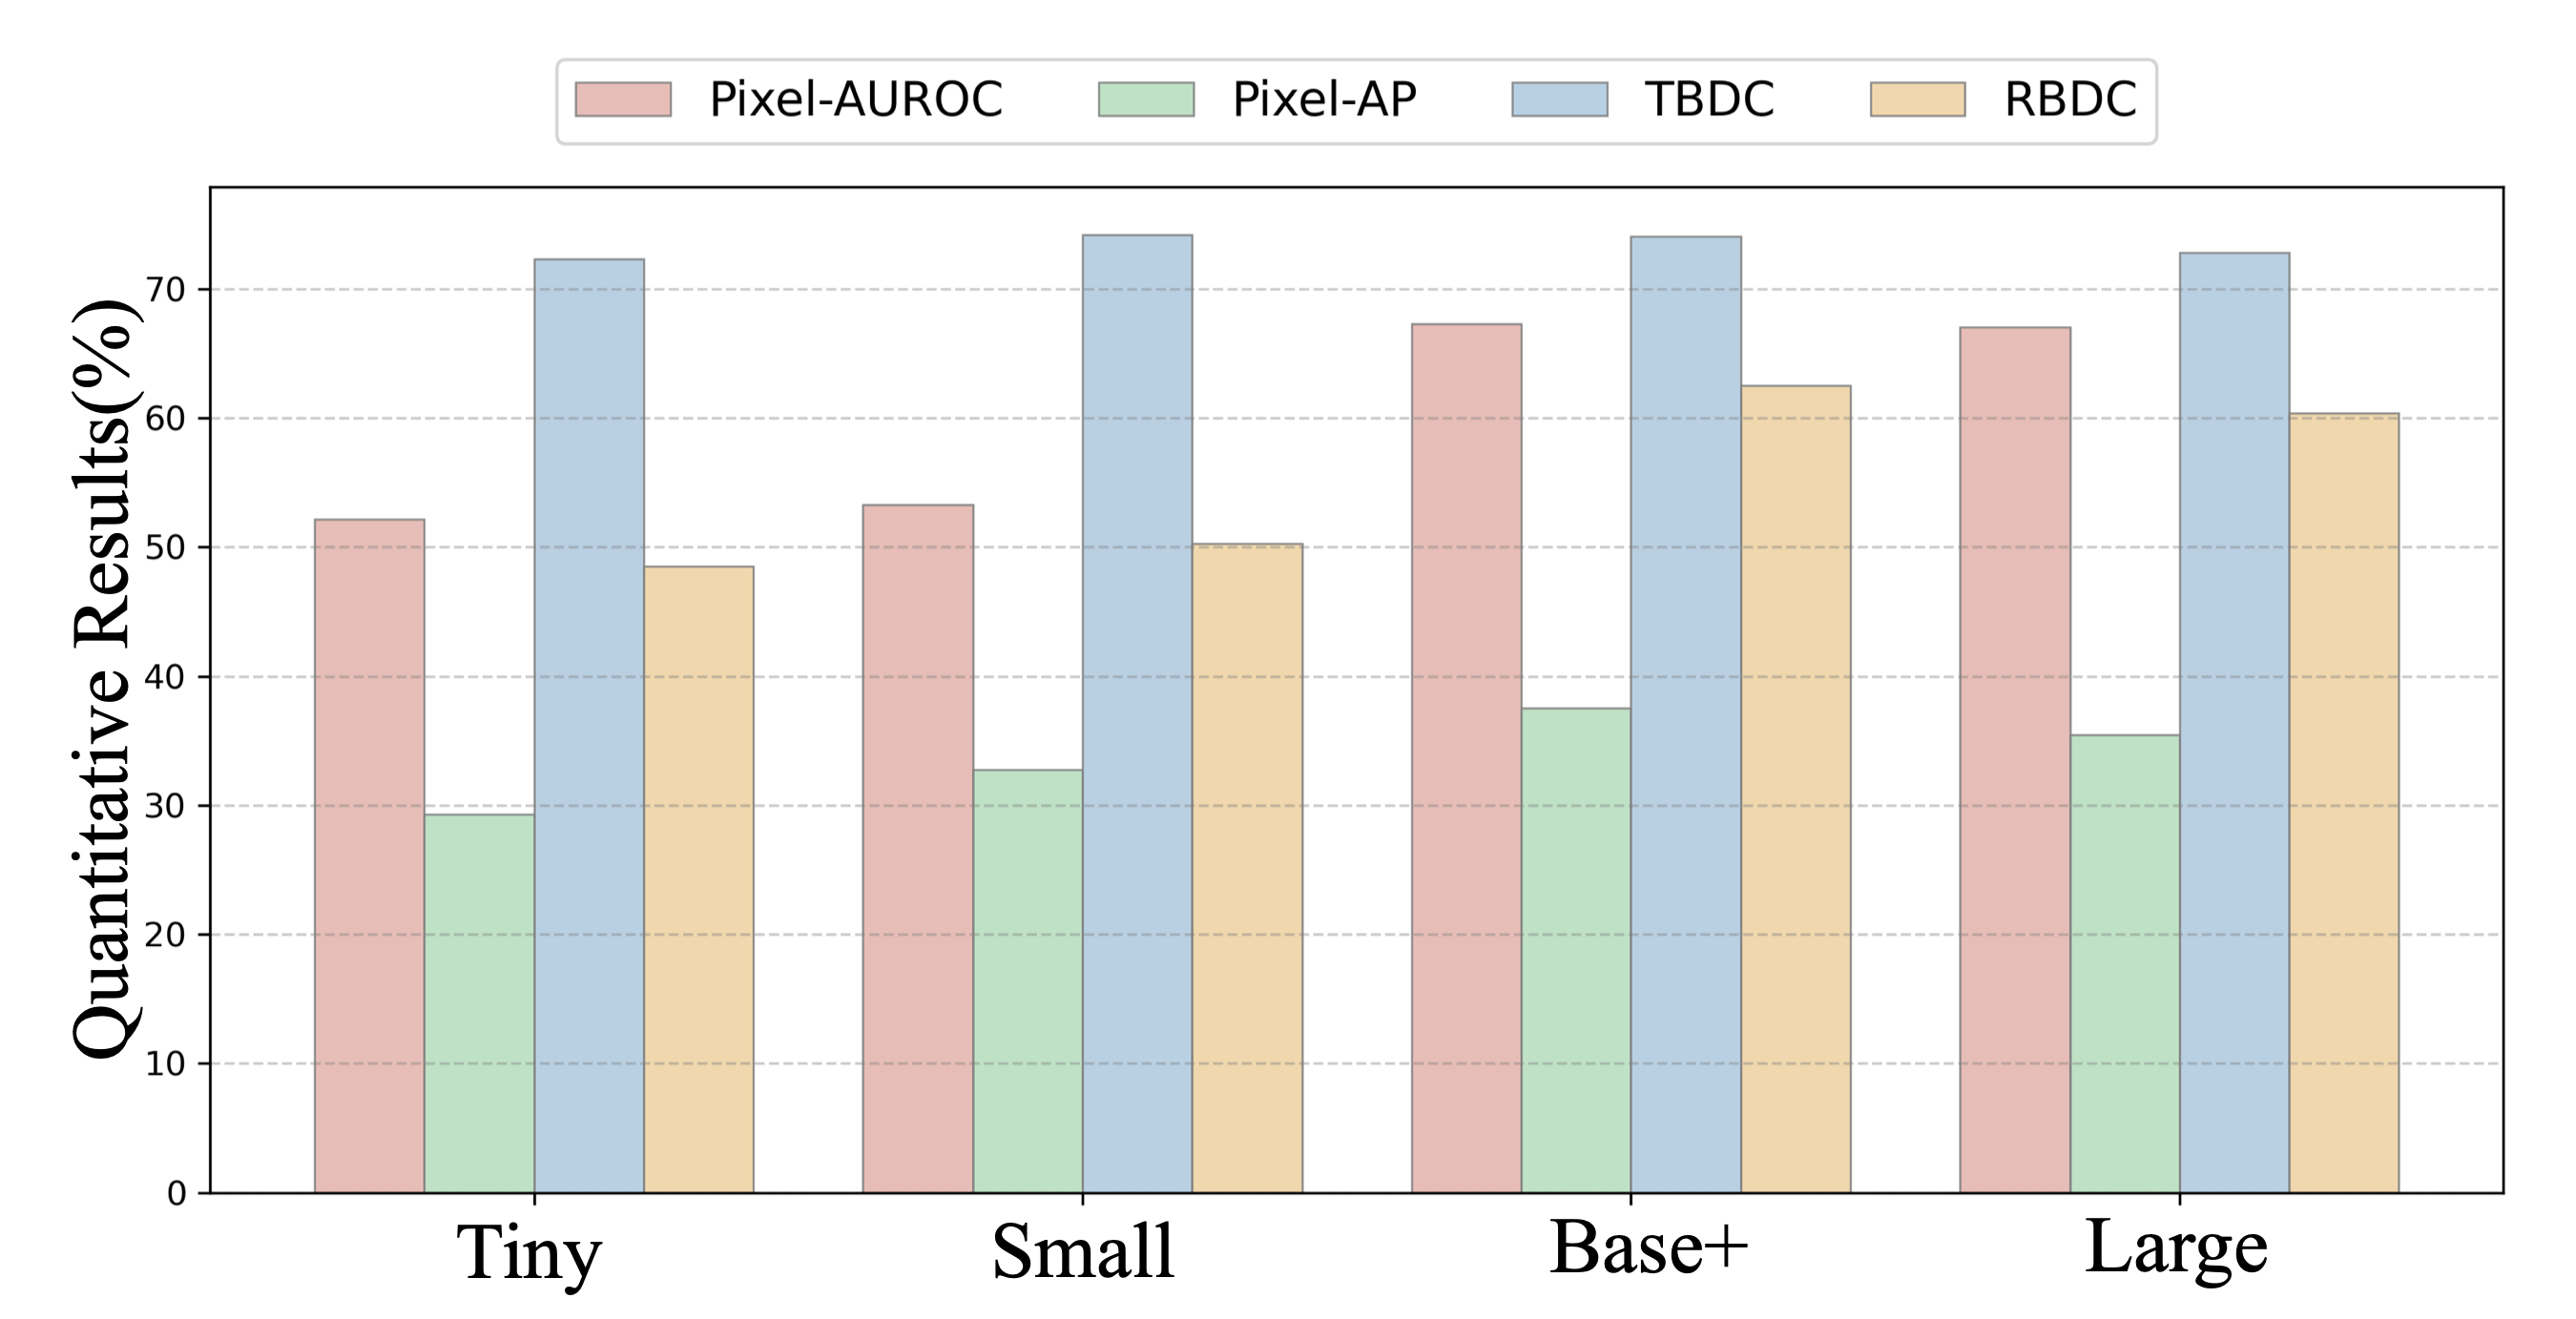 Pixel-AUROC Pixel-AP TBDC RBDC
Quantitative Results(%)
70
60
50
40
30
20
10
0
Tiny Small Base+ Large